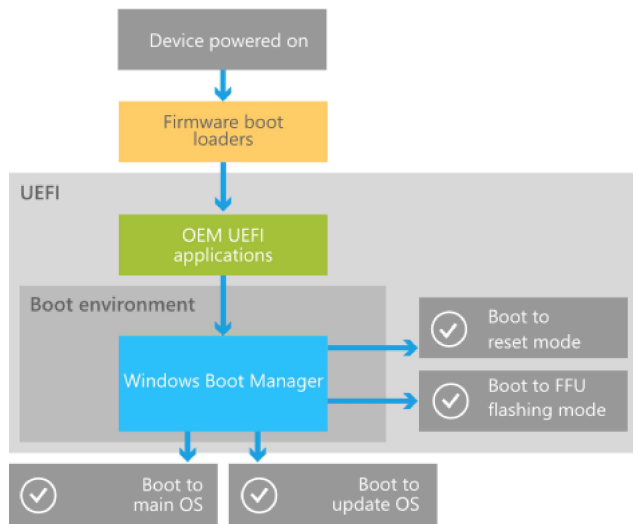 Device powered on
Firmware boot
loaders
UEFI
OEM UEFI
applications
Boot environment
Windows Boot Manager
Boot to
reset mode
Boot to FFU
flashing mode
Boot to
main OS
Boot to
update OS